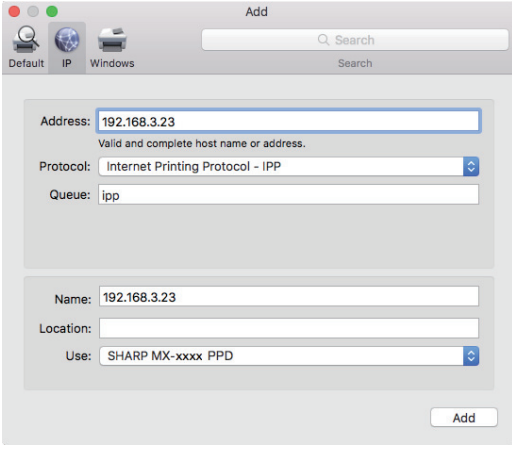 Add
Search
Default IP Windows Search
Address: 192.168.3.23
Valid and complete host name or address.
Protocol: Internet Printing Protocol - IPP
Queue: ipp
Name: 192.168.3.23
Location:
Use: SHARP MX-xxxx PPD
Add